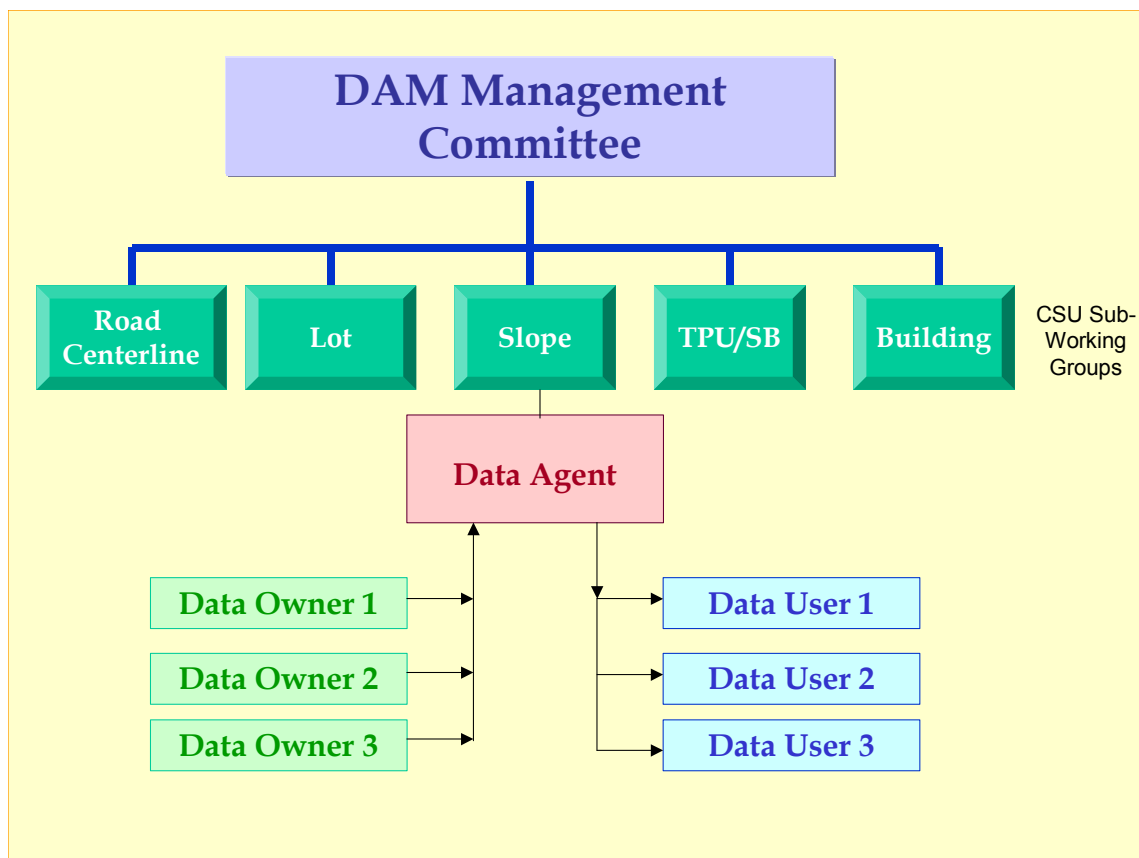 DAM Management
Committee
Road
Centerline
Lot
Slope
TPU/SB
Building
CSU Sub-
Working
Groups
Data Agent
Data Owner 1
Data User 1
Data Owner 2
Data User 2
Data Owner 3
Data User 3